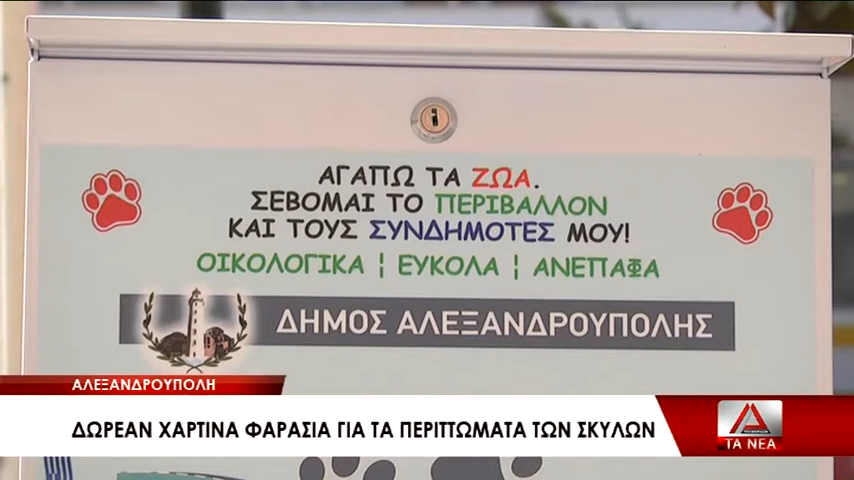 ΑΓΑΠΩ ΤΑ ΖΩΑ.
ΣΕΒΟΜΑΙ ΤΟ ΠΕΡΙΒΑΛΛΟΝ
ΚΑΙ ΤΟΥΣ ΣΥΝΔΗΜΟΤΕΣ ΜΟΥ!
ΟΙΚΟΛΟΓΙΚΑ ¦ ΕΥΚΟΛΑ ¦ ΑΝΕΠΑΦΑ
ΔΗΜΟΣ ΑΛΕΞΑΝΔΡΟΥΠΟΛΗΣ
ΑΛΕΞΑΝΔΡΟΥΠΟΛΗ
ΔΩΡΕΑΝ ΧΑΡΤΙΝΑ ΦΑΡΑΣΙΑ ΓΙΑ ΤΑ ΠΕΡΙΤΤΩΜΑΤΑ ΤΩΝ ΣΚΥΛΩΝ
ΤΑ ΝΕΑ